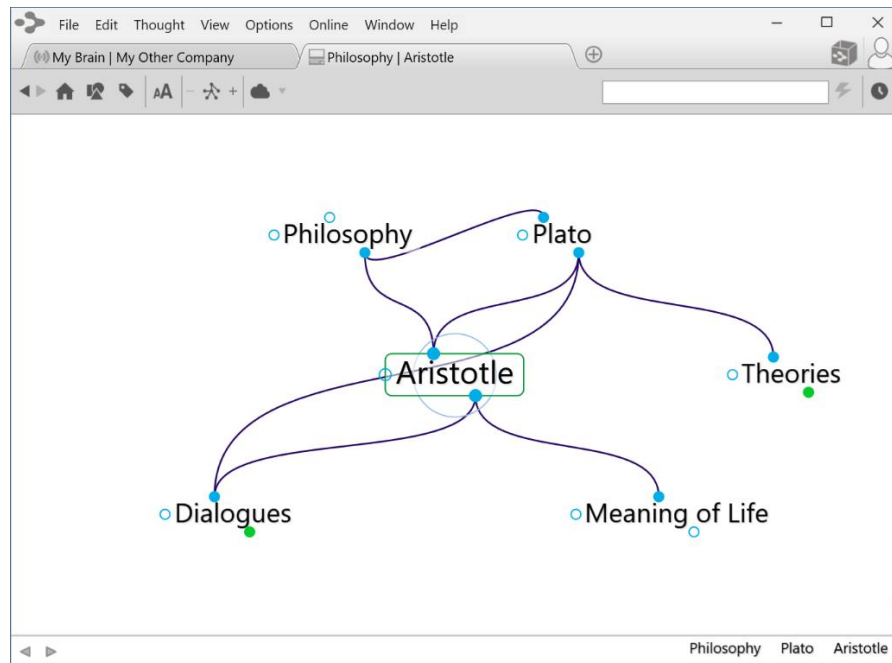 File Edit Thought View Options Online Window Help
My Brain | My Other Company Philosophy | Aristotle
AA
Philosophy Plato
Aristotle Theories
Dialogues Meaning of Life
Philosophy Plato Aristotle